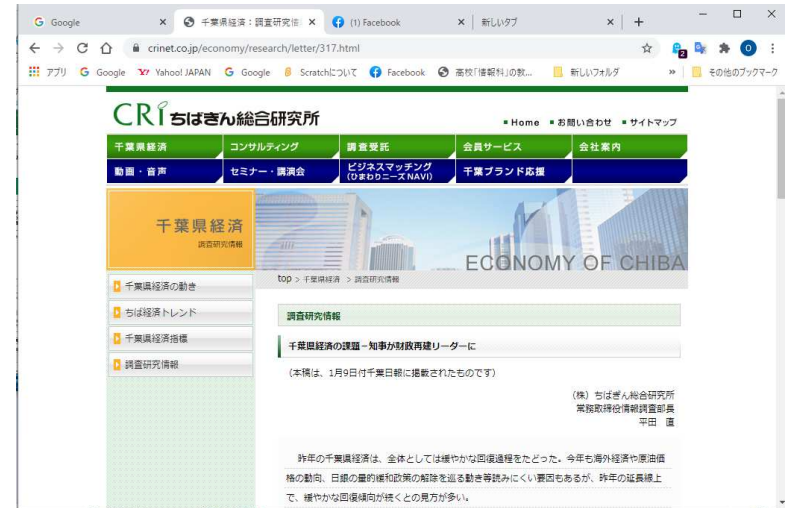 Google
千葉県経済：調査研究情
(1) Facebook
新しいタブ
crinet.co.jp/economy/research/letter/317.html
アプリ Google Yahoo! JAPAN Google Scratchについて Facebook 高校「情報科」の教... 新しいフォルダ » その他のブックマーク
CRI ちばぎん総合研究所
Home お問い合わせ サイトマップ
千葉県経済 コンサルティング 調査受託 会員サービス 会社案内
動画・音声 セミナー・講演会 ビジネスマッチング 千葉ブランド応援
(ひまわりニーズNAVI)
千葉県経済
調査研究情報
ECONOMY OF CHIBA
top > 千葉県経済 > 調査研究情報
千葉県経済の動き
ちば経済トレンド
千葉県経済指標
調査研究情報
調査研究情報
千葉県経済の課題－知事が財政再建リーダーに
（本稿は、1月9日付千葉日報に掲載されたものです）
（株）ちばぎん総合研究所
常務取締役情報調査部長
平田 直
昨年の千葉県経済は、全体としては緩やかな回復過程をたどった。今年も海外経済や原油価
格の動向、日銀の量的緩和政策の解除を巡る動き等読みにくい要因もあるが、昨年の延長線上
で、緩やかな回復傾向が続くとの見方が多い。